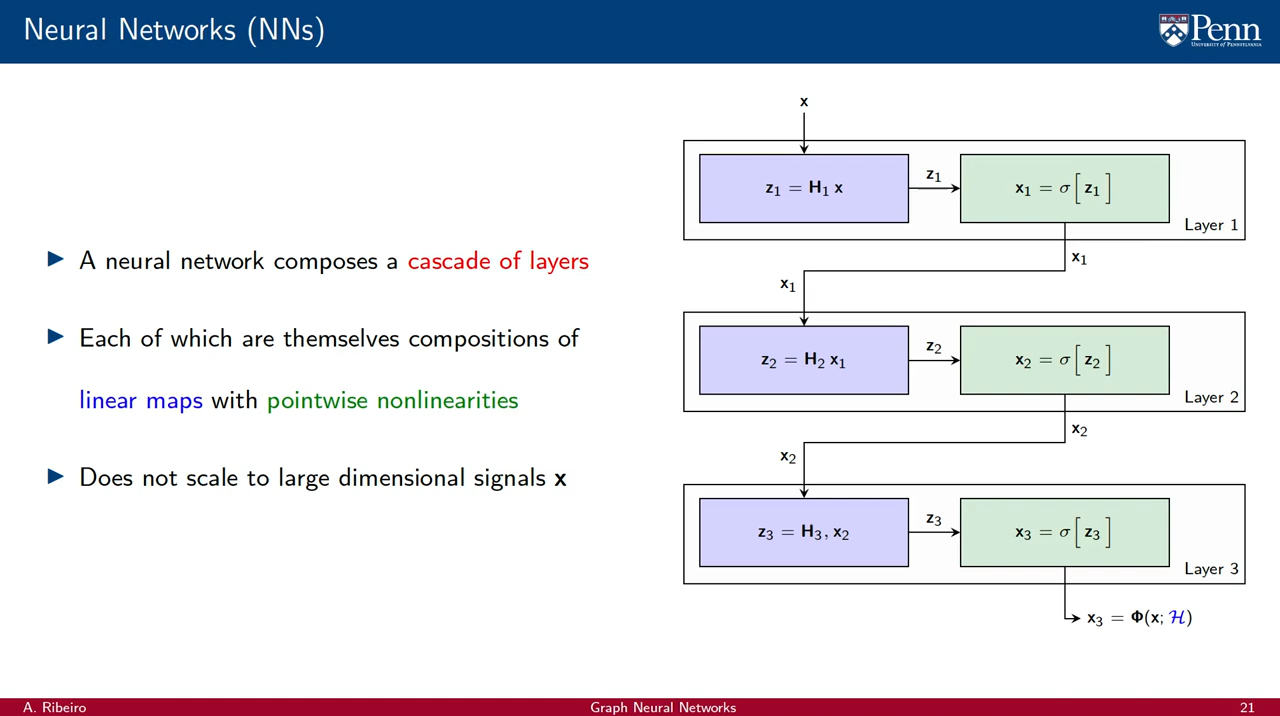 Neural Networks (NNs)
Penn
UNIVERSITY OF PENNSYLVANIA
▶ A neural network composes a cascade of layers
▶ Each of which are themselves compositions of
linear maps with pointwise nonlinearities
▶ Does not scale to large dimensional signals x
x
z₁ = H₁ x
z₁
x₁ = σ[z₁]
Layer 1
x₁
x₁
z₂ = H₂ x₁
z₂
x₂ = σ[z₂]
Layer 2
x₂
x₂
z₃ = H₃, x₂
z₃
x₃ = σ[z₃]
Layer 3
x₃ = Φ(x; ℋ)
A. Ribeiro
Graph Neural Networks
21